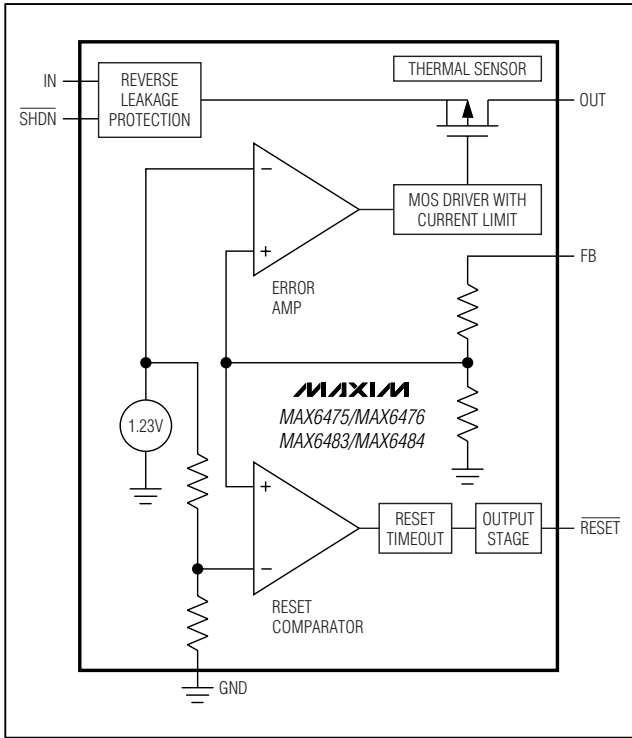 IN
SHDN
REVERSE
LEAKAGE
PROTECTION
THERMAL SENSOR
OUT
MOS DRIVER WITH
CURRENT LIMIT
−
+
ERROR
AMP
FB
1.23V
MAXIM
MAX6475/MAX6476
MAX6483/MAX6484
+
−
RESET
COMPARATOR
RESET
TIMEOUT
OUTPUT
STAGE
RESET
GND